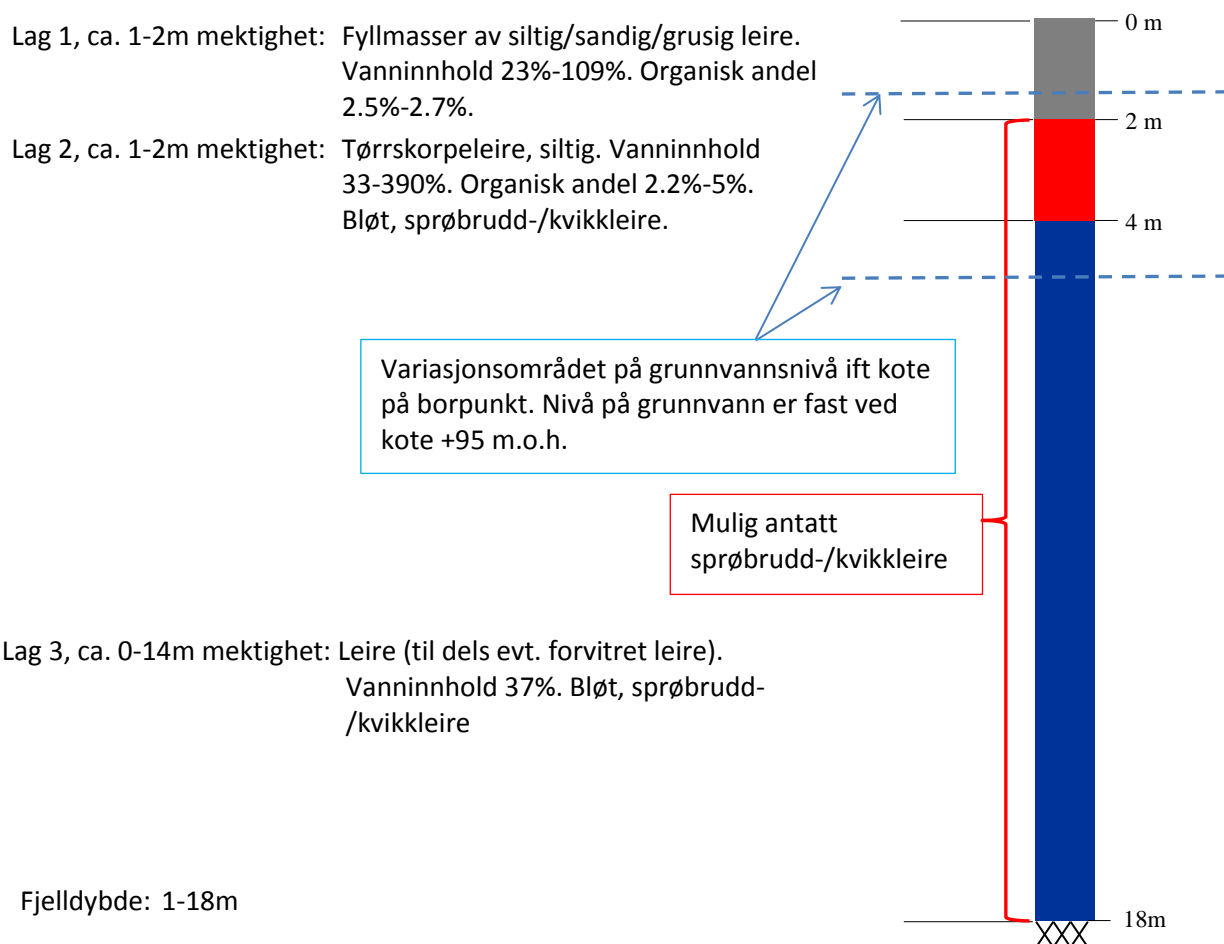 Lag 1, ca. 1-2m mektighet: Fyllmasser av siltig/sandig/grusig leire.
Vanninnhold 23%-109%. Organisk andel
2.5%-2.7%.
Lag 2, ca. 1-2m mektighet: Tørrskorpeleire, siltig. Vanninnhold
33-390%. Organisk andel 2.2%-5%.
Bløt, sprøbrudd-/kvikkleire.
0 m
2 m
4 m
Variasjonsområdet på grunnvannsnivå ift kote
på borpunkt. Nivå på grunnvann er fast ved
kote +95 m.o.h.
Mulig antatt
sprøbrudd-/kvikkleire
Lag 3, ca. 0-14m mektighet: Leire (til dels evt. forvitret leire).
Vanninnhold 37%. Bløt, sprøbrudd-
/kvikkleire
Fjelldybde: 1-18m
18m